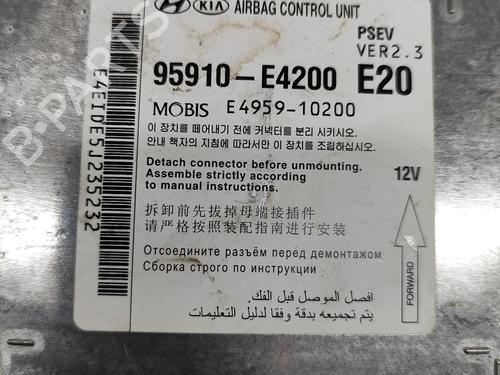 KIA AIRBAG CONTROL UNIT
PSEV
VER2.3
95910-E4200 E20
MOBIS E4959-10200
이 장치를 떼어내기 전에 커넥터를 분리 시키시오.
안내 책자의 지침에 따라서만 이 장치를 조립하십시오.
Detach connector before unmounting.
Assemble strictly according
to manual instructions.
12V
拆卸前先拔掉母端接插件
请严格按照装配指南进行安装
Отсоедините разъём перед демонтажом
Сборка строго по инструкции
افصل الموصل قبل الفك.
يتم تجميعه بدقة وفقا لدليل التعليمات
FORWARD
E4EIDE5J235232
B-PARTS